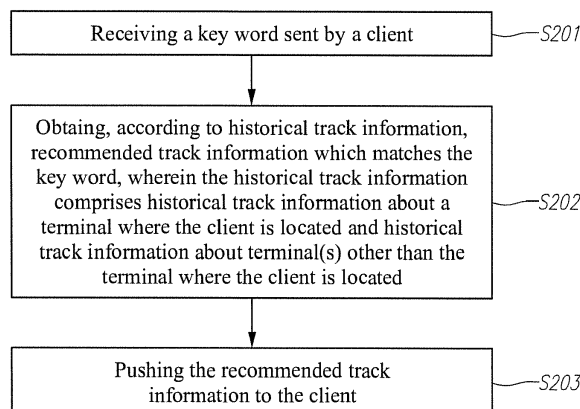 Receiving a key word sent by a client
S201
Obtaing, according to historical track information,
recommended track information which matches the
key word, wherein the historical track information
comprises historical track information about a
terminal where the client is located and historical
track information about terminal(s) other than the
terminal where the client is located
S202
Pushing the recommended track
information to the client
S203